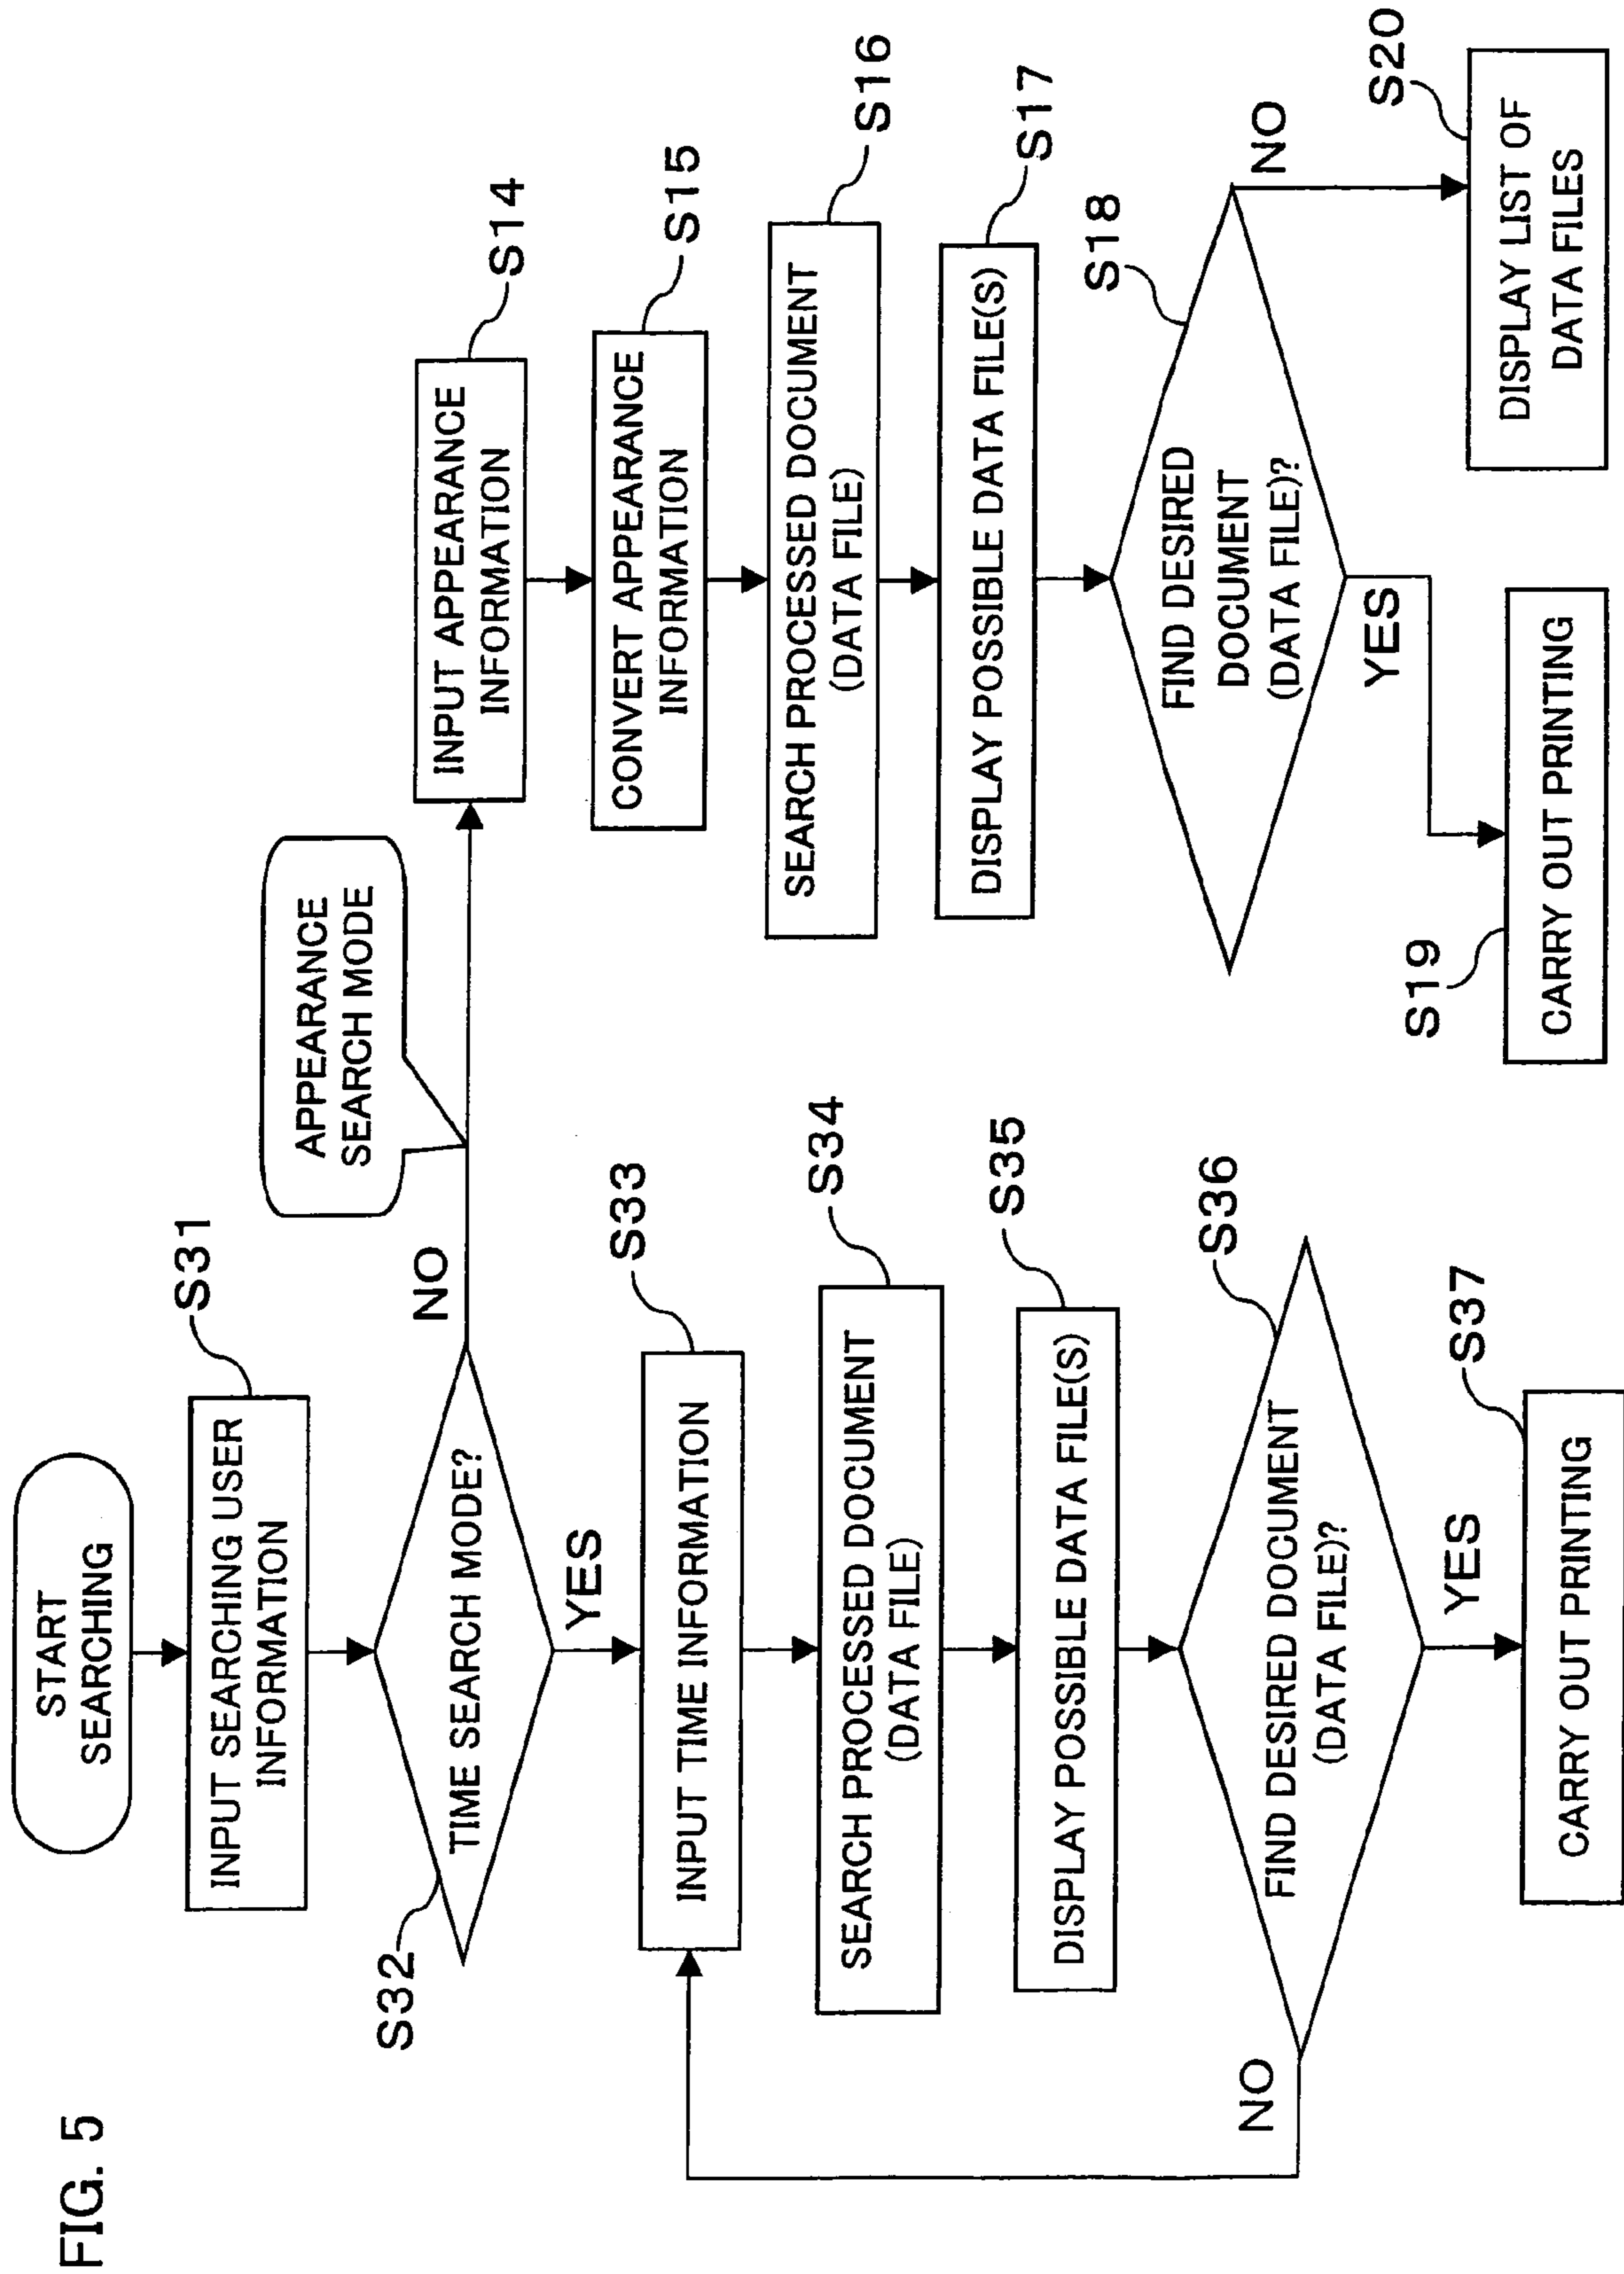 FIG. 5
START
SEARCHING
S31
INPUT SEARCHING USER
INFORMATION
S32
TIME SEARCH MODE?
NO
APPEARANCE
SEARCH MODE
YES
S33
INPUT TIME INFORMATION
S34
SEARCH PROCESSED DOCUMENT
(DATA FILE)
S35
DISPLAY POSSIBLE DATA FILE(S)
S36
FIND DESIRED DOCUMENT
(DATA FILE)?
NO
YES
S37
CARRY OUT PRINTING
S14
INPUT APPEARANCE
INFORMATION
S15
CONVERT APPEARANCE
INFORMATION
S16
SEARCH PROCESSED DOCUMENT
(DATA FILE)
S17
DISPLAY POSSIBLE DATA FILE(S)
S18
FIND DESIRED
DOCUMENT
(DATA FILE)?
NO
YES
S19
CARRY OUT PRINTING
S20
DISPLAY LIST OF
DATA FILES